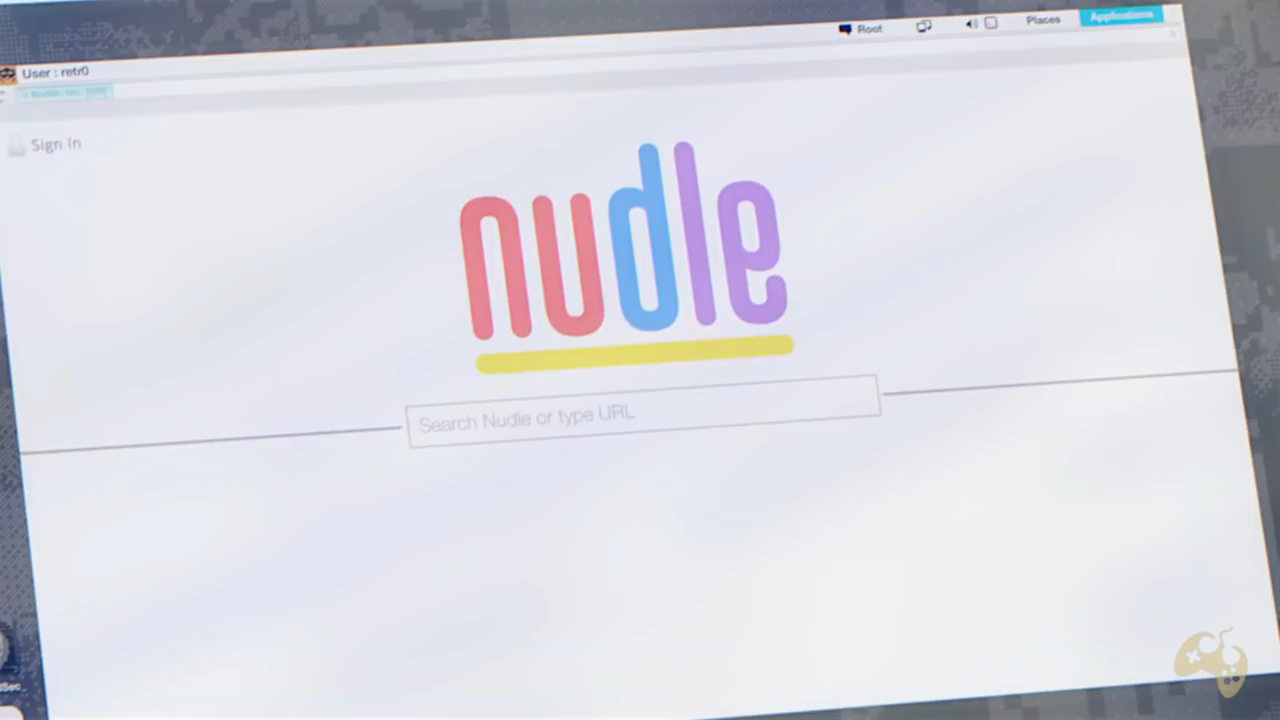 Root
Places
Applications
User : retr0
Sign In
nudle
Search Nudle or type URL